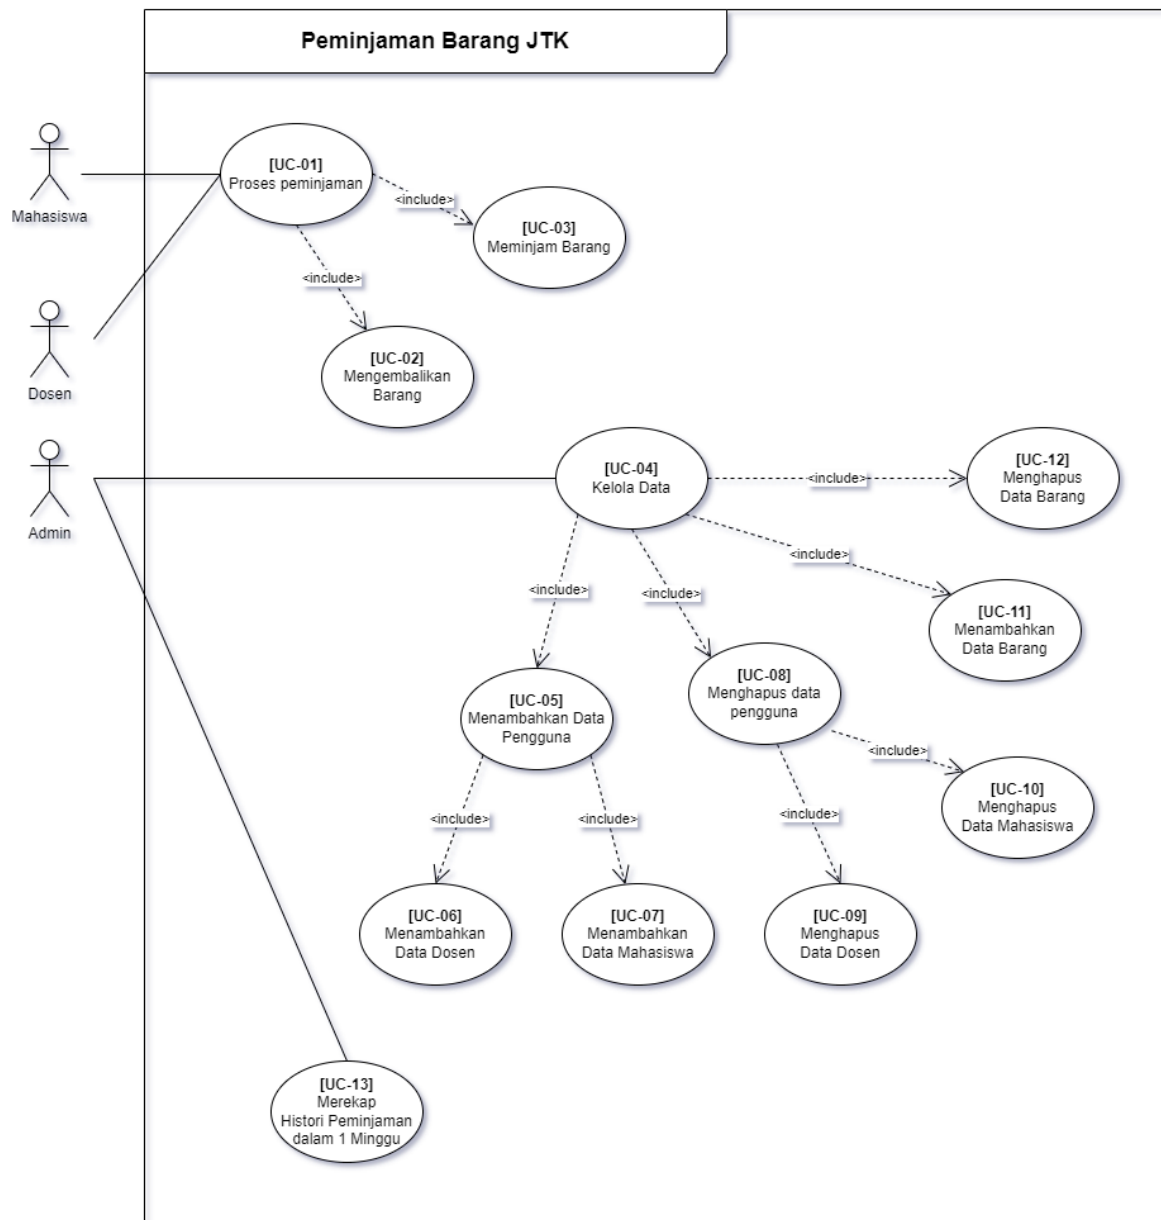 Peminjaman Barang JTK
Mahasiswa
Dosen
Admin
[UC-01]
Proses peminjaman
<include>
[UC-03]
Meminjam Barang
<include>
[UC-02]
Mengembalikan
Barang
[UC-04]
Kelola Data
<include>
[UC-12]
Menghapus
Data Barang
<include>
[UC-11]
Menambahkan
Data Barang
<include>
<include>
[UC-05]
Menambahkan Data
Pengguna
[UC-08]
Menghapus data
pengguna
<include>
[UC-10]
Menghapus
Data Mahasiswa
<include>
<include>
<include>
[UC-06]
Menambahkan
Data Dosen
[UC-07]
Menambahkan
Data Mahasiswa
[UC-09]
Menghapus
Data Dosen
[UC-13]
Merekap
Histori Peminjaman
dalam 1 Minggu